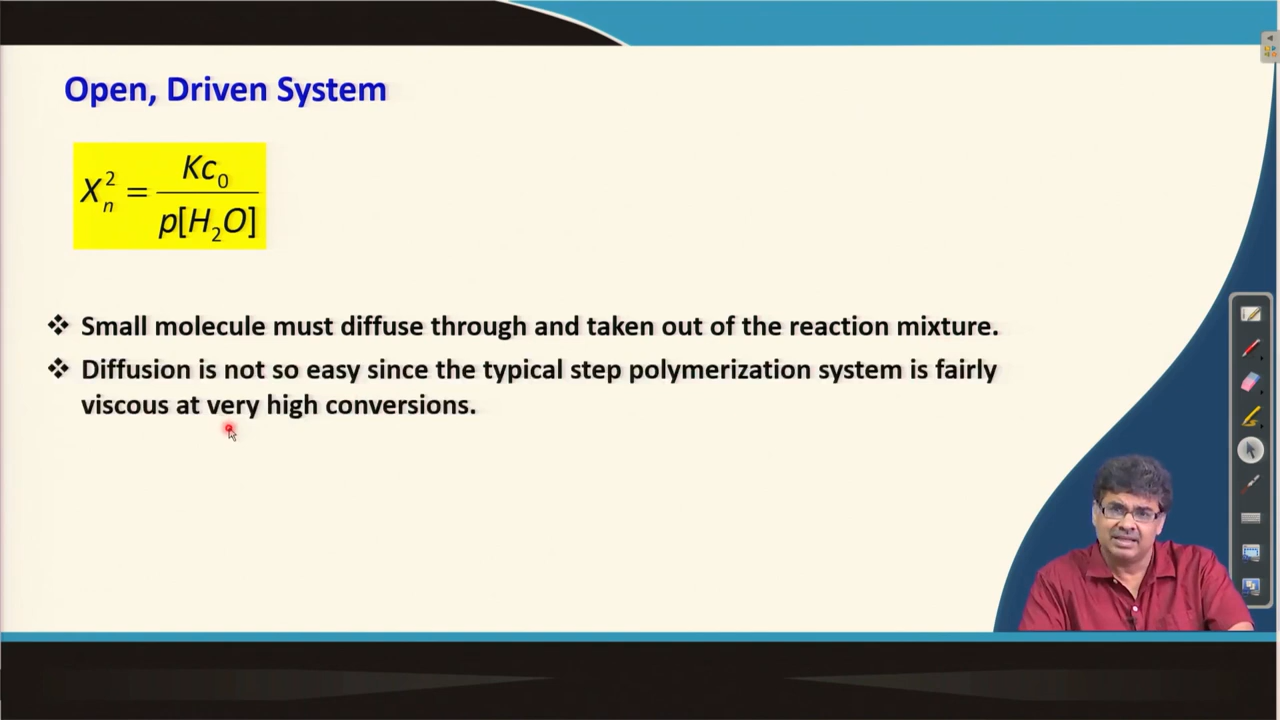 Open, Driven System
X_n^2 = Kc_0 / p[H_2O]
❖ Small molecule must diffuse through and taken out of the reaction mixture.
❖ Diffusion is not so easy since the typical step polymerization system is fairly
viscous at very high conversions.